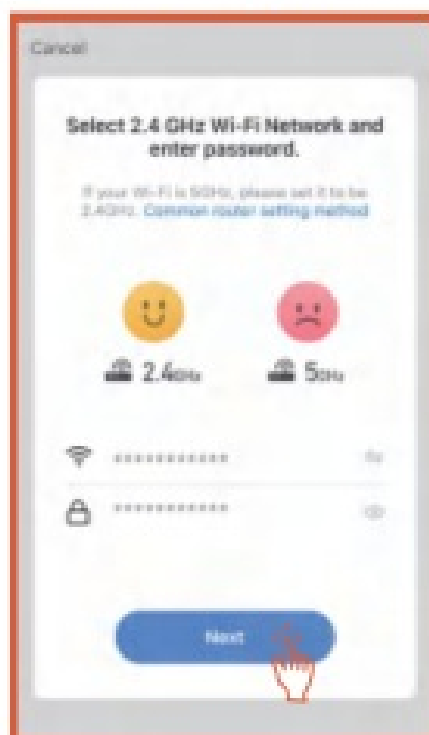 Cancel
Select 2.4 GHz Wi-Fi Network and
enter password.
If your Wi-Fi is 5GHz, please set it to be
2.4GHz. Common router setting method
2.4GHz
5GHz
***********
***********
Next